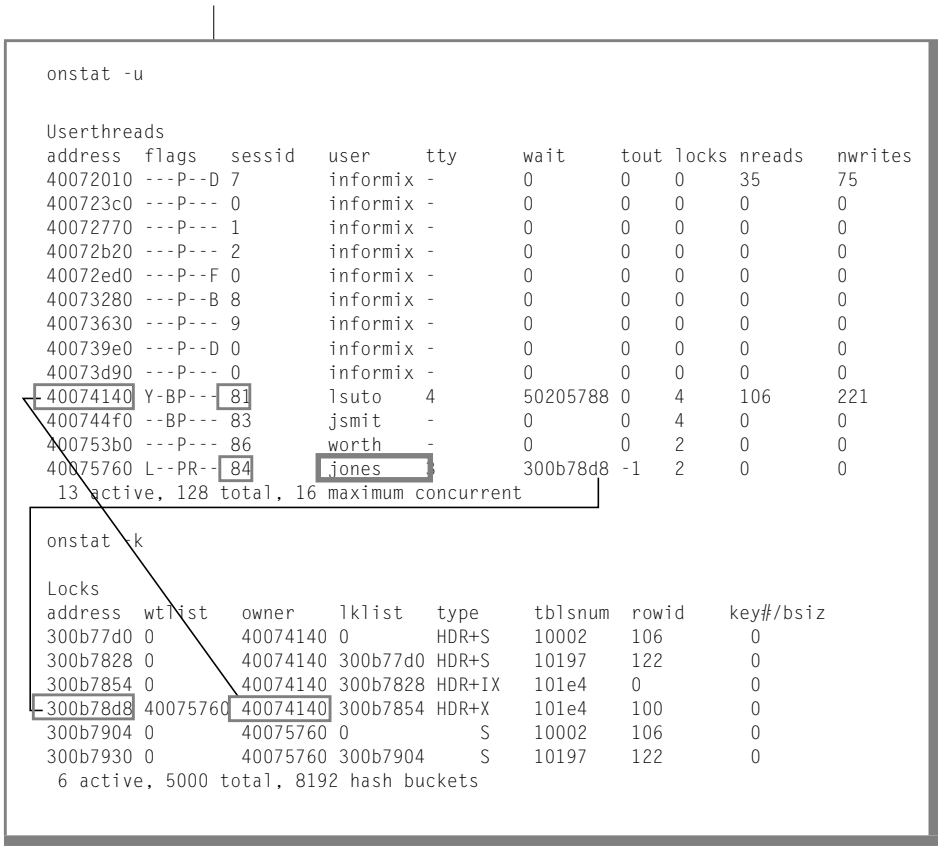 onstat -u
Userthreads
address flags sessid user tty wait tout locks nreads nwrites
40072010 ---P--D 7 informix - 0 0 0 35 75
400723c0 ---P--- 0 informix - 0 0 0 0 0
40072770 ---P--- 1 informix - 0 0 0 0 0
40072b20 ---P--- 2 informix - 0 0 0 0 0
40072ed0 ---P--F 0 informix - 0 0 0 0 0
40073280 ---P--B 8 informix - 0 0 0 0 0
40073630 ---P--- 9 informix - 0 0 0 0 0
400739e0 ---P--D 0 informix - 0 0 0 0 0
40073d90 ---P--- 0 informix - 0 0 0 0 0
40074140 Y-BP--- 81 lsuto 4 50205788 0 4 106 221
400744f0 --BP--- 83 jsmit - 0 0 4 0 0
400753b0 ---P--- 86 worth - 0 0 2 0 0
40075760 L--PR-- 84 jones 3 300b78d8 -1 2 0 0
13 active, 128 total, 16 maximum concurrent
onstat -k
Locks
address wtlist owner lklist type tblsnum rowid key#/bsiz
300b77d0 0 40074140 0 HDR+S 10002 106 0
300b7828 0 40074140 300b77d0 HDR+S 10197 122 0
300b7854 0 40074140 300b7828 HDR+IX 101e4 0 0
300b78d8 40075760 40074140 300b7854 HDR+X 101e4 100 0
300b7904 0 40075760 0 S 10002 106 0
300b7930 0 40075760 300b7904 S 10197 122 0
6 active, 5000 total, 8192 hash buckets